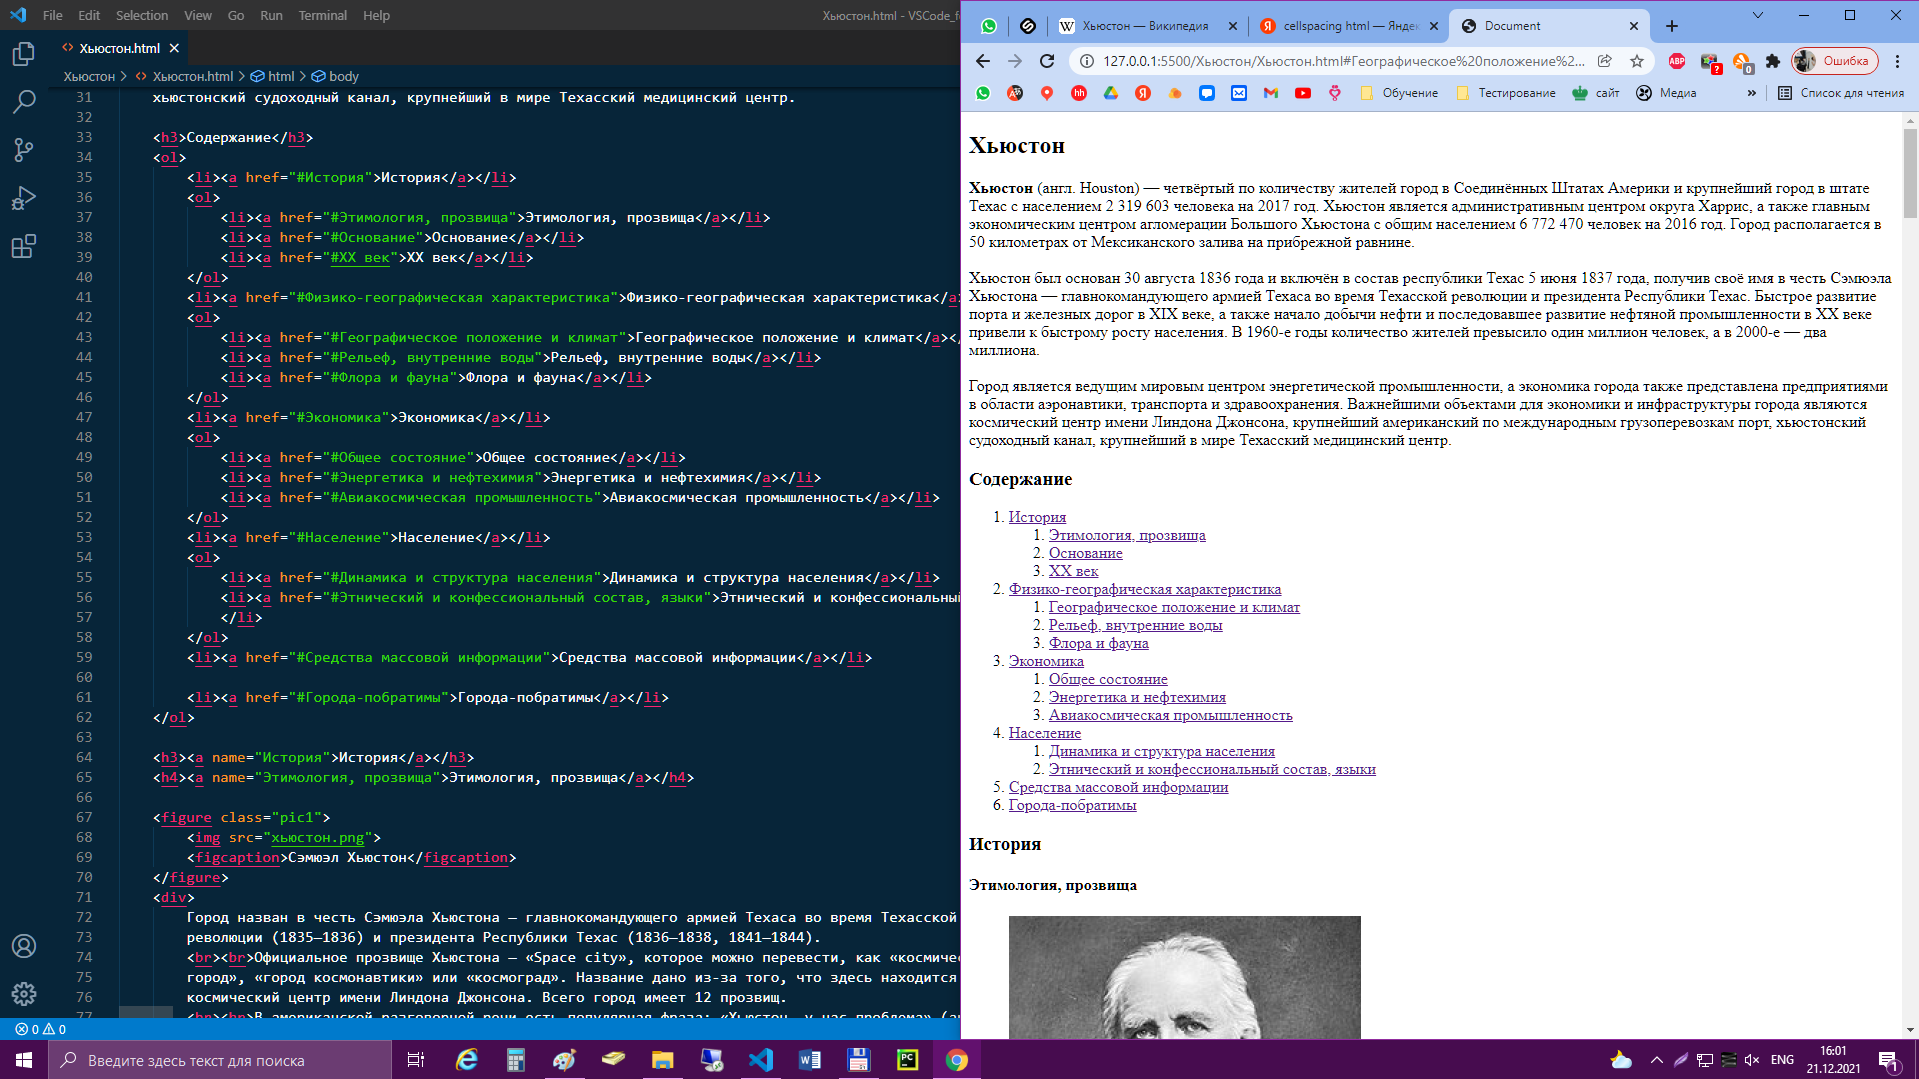 File Edit Selection View Go Run Terminal Help
Хьюстон.html - VSCode_fo
Хьюстон.html
Хьюстон > Хьюстон.html > html > body
31 хьюстонский судоходный канал, крупнейший в мире Техасский медицинский центр.
32
33 <h3>Содержание</h3>
34 <ol>
35 <li><a href="#История">История</a></li>
36 <ol>
37 <li><a href="#Этимология, прозвища">Этимология, прозвища</a></li>
38 <li><a href="#Основание">Основание</a></li>
39 <li><a href="#XX век">XX век</a></li>
40 </ol>
41 <li><a href="#Физико-географическая характеристика">Физико-географическая характеристика</a
42 <ol>
43 <li><a href="#Географическое положение и климат">Географическое положение и климат</a></
44 <li><a href="#Рельеф, внутренние воды">Рельеф, внутренние воды</a></li>
45 <li><a href="#Флора и фауна">Флора и фауна</a></li>
46 </ol>
47 <li><a href="#Экономика">Экономика</a></li>
48 <ol>
49 <li><a href="#Общее состояние">Общее состояние</a></li>
50 <li><a href="#Энергетика и нефтехимия">Энергетика и нефтехимия</a></li>
51 <li><a href="#Авиакосмическая промышленность">Авиакосмическая промышленность</a></li>
52 </ol>
53 <li><a href="#Население">Население</a></li>
54 <ol>
55 <li><a href="#Динамика и структура населения">Динамика и структура населения</a></li>
56 <li><a href="#Этнический и конфессиональный состав, языки">Этнический и конфессиональный
57 </li>
58 </ol>
59 <li><a href="#Средства массовой информации">Средства массовой информации</a></li>
60
61 <li><a href="#Города-побратимы">Города-побратимы</a></li>
62 </ol>
63
64 <h3><a name="История">История</a></h3>
65 <h4><a name="Этимология, прозвища">Этимология, прозвища</a></h4>
66
67 <figure class="pic1">
68 <img src="хьюстон.png">
69 <figcaption>Сэмюэл Хьюстон</figcaption>
70 </figure>
71 <div>
72 Город назван в честь Сэмюэла Хьюстона — главнокомандующего армией Техаса во время Техасской
73 революции (1835—1836) и президента Республики Техас (1836—1838, 1841—1844).
74 <br><br>Официальное прозвище Хьюстона — «Space city», которое можно перевести, как «космичес
75 город», «город космонавтики» или «космоград». Название дано из-за того, что здесь находится
76 космический центр имени Линдона Джонсона. Всего город имеет 12 прозвищ.
77 <br><br>В американской разговорной речи есть популярная фраза: «Хьюстон, у нас проблема» (ан
0 0
Хьюстон — Википедия
cellspacing html — Яндек
Document
127.0.0.1:5500/Хьюстон/Хьюстон.html#Географическое%20положение%2...
ABP
?
0
Ошибка
hh
Обучение
Тестирование
сайт
Медиа
»
Список для чтения
Хьюстон
Хьюстон (англ. Houston) — четвёртый по количеству жителей город в Соединённых Штатах Америки и крупнейший город в штате
Техас с населением 2 319 603 человека на 2017 год. Хьюстон является административным центром округа Харрис, а также главным
экономическим центром агломерации Большого Хьюстона с общим населением 6 772 470 человек на 2016 год. Город располагается в
50 километрах от Мексиканского залива на прибрежной равнине.
Хьюстон был основан 30 августа 1836 года и включён в состав республики Техас 5 июня 1837 года, получив своё имя в честь Сэмюэла
Хьюстона — главнокомандующего армией Техаса во время Техасской революции и президента Республики Техас. Быстрое развитие
порта и железных дорог в XIX веке, а также начало добычи нефти и последовавшее развитие нефтяной промышленности в XX веке
привели к быстрому росту населения. В 1960-е годы количество жителей превысило один миллион человек, а в 2000-е — два
миллиона.
Город является ведущим мировым центром энергетической промышленности, а экономика города также представлена предприятиями
в области аэронавтики, транспорта и здравоохранения. Важнейшими объектами для экономики и инфраструктуры города являются
космический центр имени Линдона Джонсона, крупнейший американский по международным грузоперевозкам порт, хьюстонский
судоходный канал, крупнейший в мире Техасский медицинский центр.
Содержание
1. История
1. Этимология, прозвища
2. Основание
3. XX век
2. Физико-географическая характеристика
1. Географическое положение и климат
2. Рельеф, внутренние воды
3. Флора и фауна
3. Экономика
1. Общее состояние
2. Энергетика и нефтехимия
3. Авиакосмическая промышленность
4. Население
1. Динамика и структура населения
2. Этнический и конфессиональный состав, языки
5. Средства массовой информации
6. Города-побратимы
История
Этимология, прозвища
Введите здесь текст для поиска
ENG
16:01
21.12.2021
1